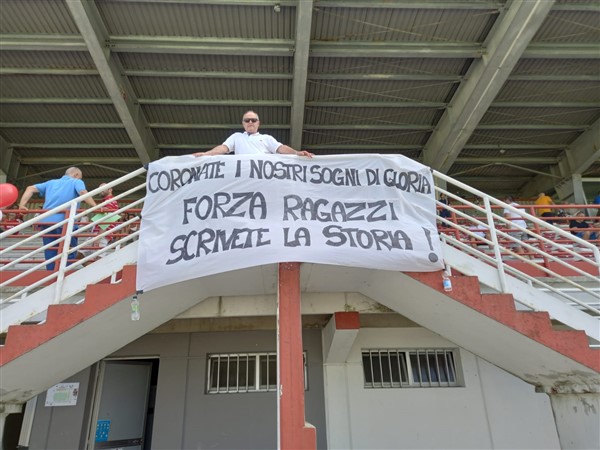 CORONATE I NOSTRI SOGNI DI GLORIA
FORZA RAGAZZI
SCRIVETE LA STORIA !